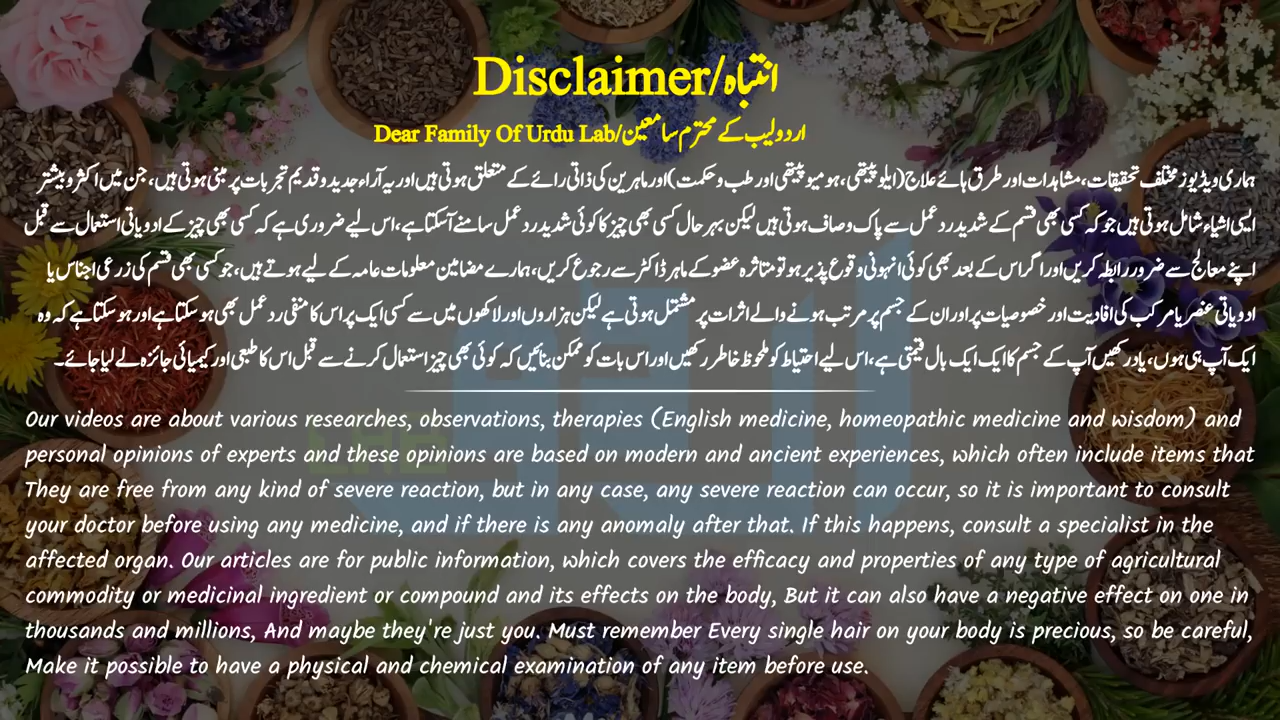 Disclaimer/انتباہ
Dear Family Of Urdu Lab/اردو لیب کے محترم سامعین
ہماری ویڈیوز مختلف تحقیقات، مشاہدات اور طرق ہائے علاج (ایلوپیتھی، ہومیوپیتھی اور طب و حکمت) اور ماہرین کی ذاتی رائے کے متعلق ہوتی ہیں اور یہ آراء جدید و قدیم تجربات پر مبنی ہوتی ہیں، جن میں اکثر و بیشتر
ایسی اشیاء شامل ہوتی ہیں جو کہ کسی بھی قسم کے شدید ردِ عمل سے پاک و صاف ہوتی ہیں لیکن بہرحال کسی بھی چیز کا کوئی شدید ردِ عمل سامنے آسکتا ہے، اس لیے ضروری ہے کہ کسی بھی چیز کے ادویاتی استعمال سے قبل
اپنے معالج سے ضرور رابطہ کریں اور اگر اس کے بعد بھی کوئی انہونی وقوع پذیر ہو تو متاثرہ عضو کے ماہر ڈاکٹر سے رجوع کریں، ہمارے مضامین معلومات عامہ کے لیے ہوتے ہیں، جو کسی بھی قسم کی زرعی اجناس یا
ادویاتی عنصر یا مرکب کی افادیت اور خصوصیات پر اور ان کے جسم پر مرتب ہونے والے اثرات پر مشتمل ہوتی ہے لیکن ہزاروں اور لاکھوں میں سے کسی ایک پر اس کا منفی ردِ عمل بھی ہوسکتا ہے اور ہوسکتا ہے کہ وہ
ایک آپ ہی ہوں، یاد رکھیں آپ کے جسم کا ایک ایک بال قیمتی ہے، اس لیے احتیاط کو ملحوظ خاطر رکھیں اور اس بات کو ممکن بنائیں کہ کوئی بھی چیز استعمال کرنے سے قبل اس کا طبعی اور کیمیائی جائزہ لے لیا جائے۔
Our videos are about various researches, observations, therapies (English medicine, homeopathic medicine and wisdom) and
personal opinions of experts and these opinions are based on modern and ancient experiences, which often include items that
They are free from any kind of severe reaction, but in any case, any severe reaction can occur, so it is important to consult
your doctor before using any medicine, and if there is any anomaly after that. If this happens, consult a specialist in the
affected organ. Our articles are for public information, which covers the efficacy and properties of any type of agricultural
commodity or medicinal ingredient or compound and its effects on the body, But it can also have a negative effect on one in
thousands and millions, And maybe they're just you. Must remember Every single hair on your body is precious, so be careful,
Make it possible to have a physical and chemical examination of any item before use.
LAB